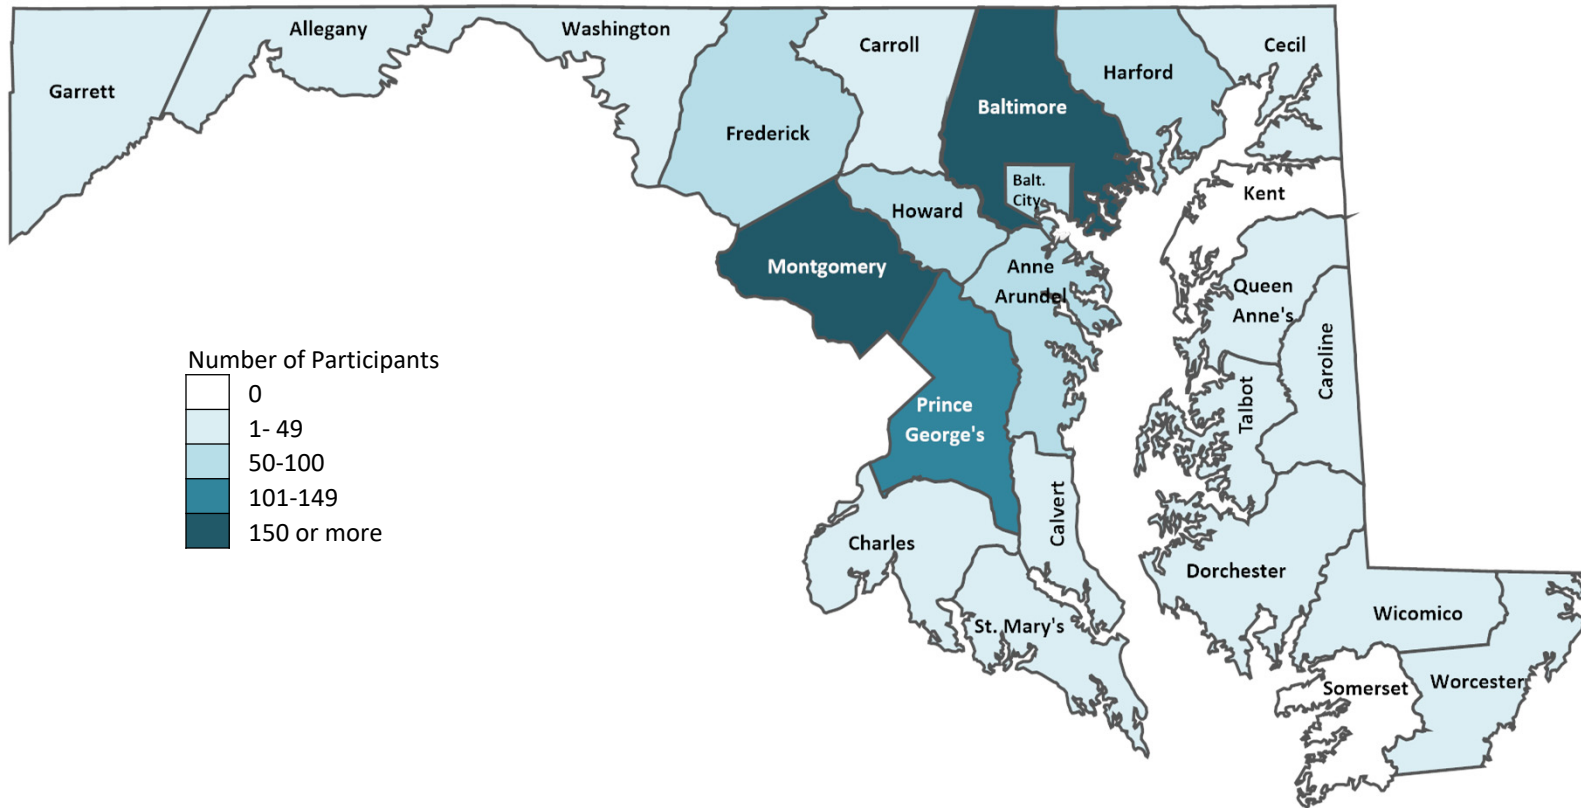 Garrett
Allegany
Washington
Frederick
Carroll
Baltimore
Harford
Cecil
Balt.
City
Kent
Howard
Montgomery
Anne
Arundel
Queen
Anne's
Caroline
Talbot
Prince
George's
Calvert
Charles
St. Mary's
Dorchester
Wicomico
Somerset
Worcester
Number of Participants
0
1- 49
50-100
101-149
150 or more